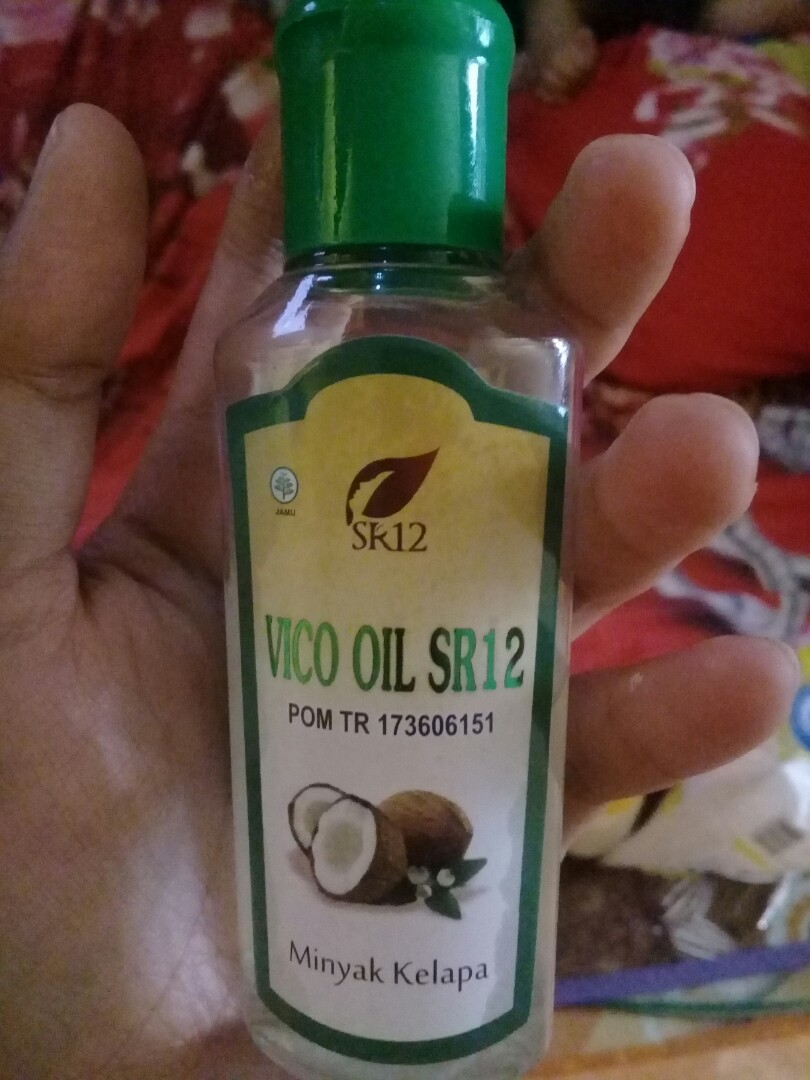 JAMU
SR12
VICO OIL SR12
POM TR 173606151
Minyak Kelapa